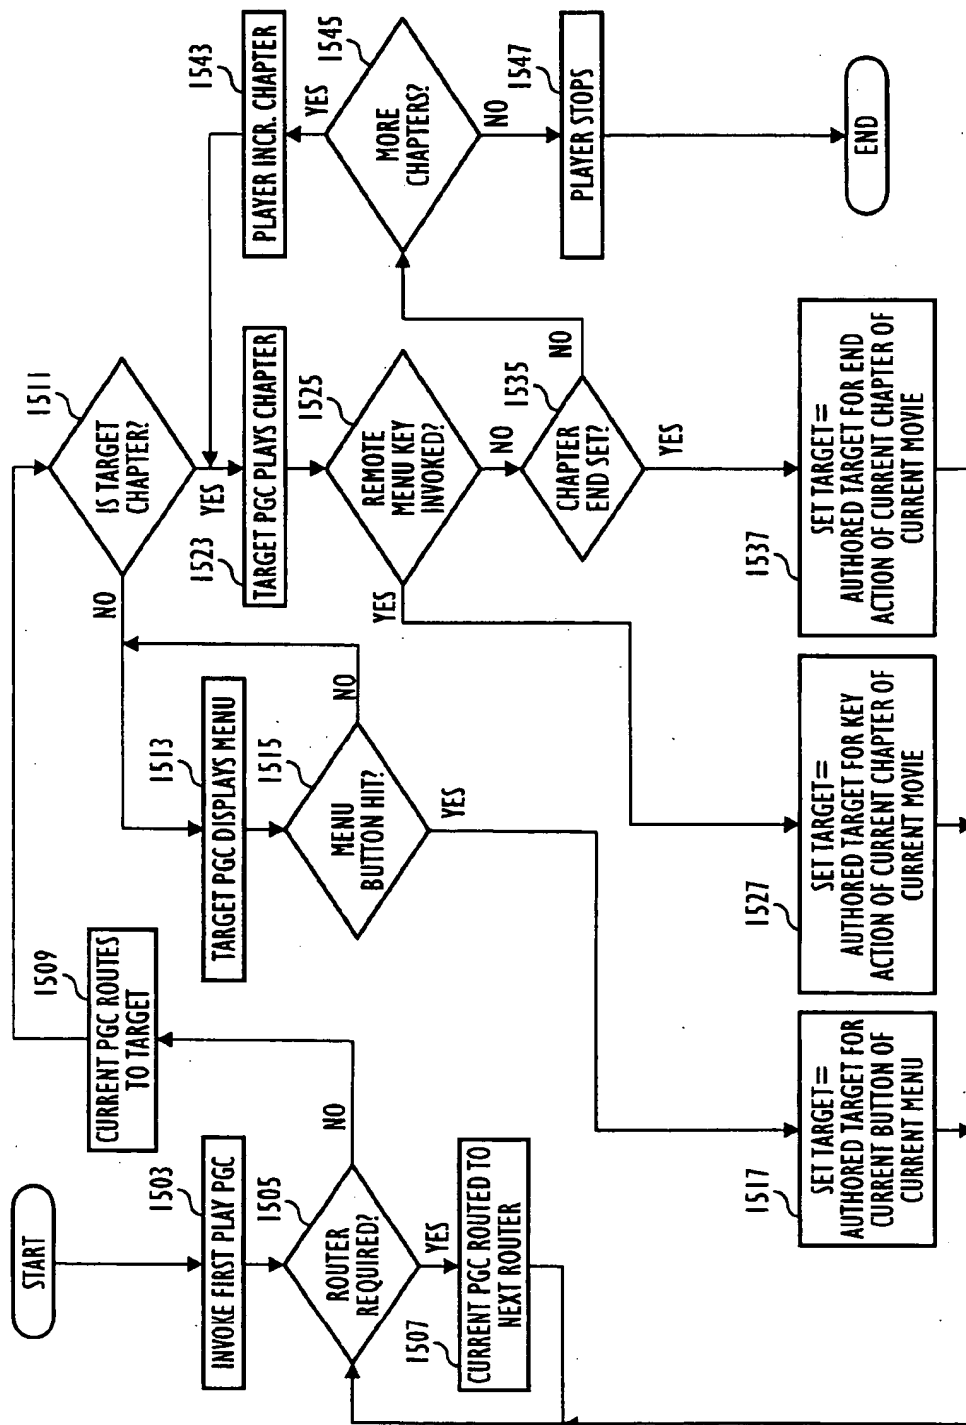 START
1503
INVOKE FIRST PLAY PGC
1505
ROUTER
REQUIRED?
NO
YES
1507
CURRENT PGC ROUTED TO
NEXT ROUTER
1509
CURRENT PGC ROUTES
TO TARGET
1511
IS TARGET
CHAPTER?
NO
YES
1513
TARGET PGC DISPLAYS MENU
1515
MENU
BUTTON HIT?
NO
YES
1517
SET TARGET=
AUTHORED TARGET FOR
CURRENT BUTTON OF
CURRENT MENU
1523
TARGET PGC PLAYS CHAPTER
1525
REMOTE
MENU KEY
INVOKED?
YES
NO
1527
SET TARGET=
AUTHORED TARGET FOR KEY
ACTION OF CURRENT CHAPTER OF
CURRENT MOVIE
1535
CHAPTER
END SET?
NO
YES
1537
SET TARGET=
AUTHORED TARGET FOR END
ACTION OF CURRENT CHAPTER OF
CURRENT MOVIE
1543
PLAYER INCR. CHAPTER
1545
MORE
CHAPTERS?
YES
NO
1547
PLAYER STOPS
END